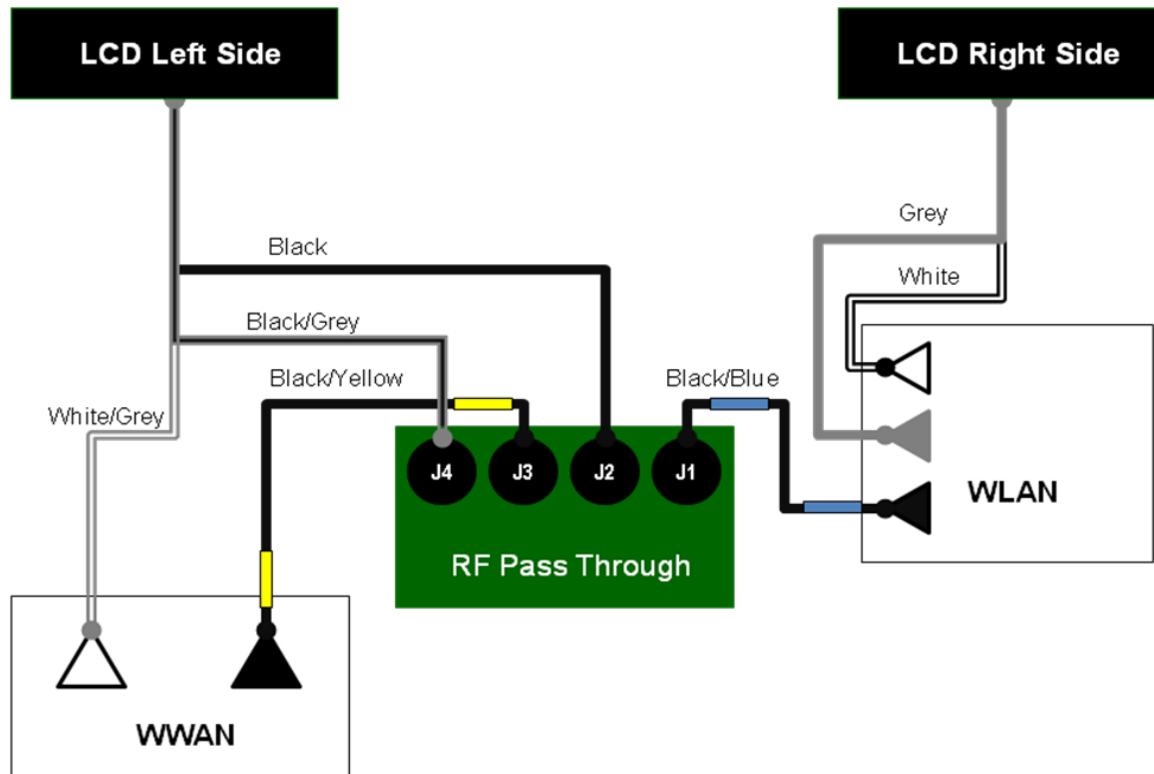 LCD Left Side
LCD Right Side
Grey
Black
White
Black/Grey
Black/Yellow
Black/Blue
White/Grey
J4
J3
J2
J1
WLAN
RF Pass Through
WWAN